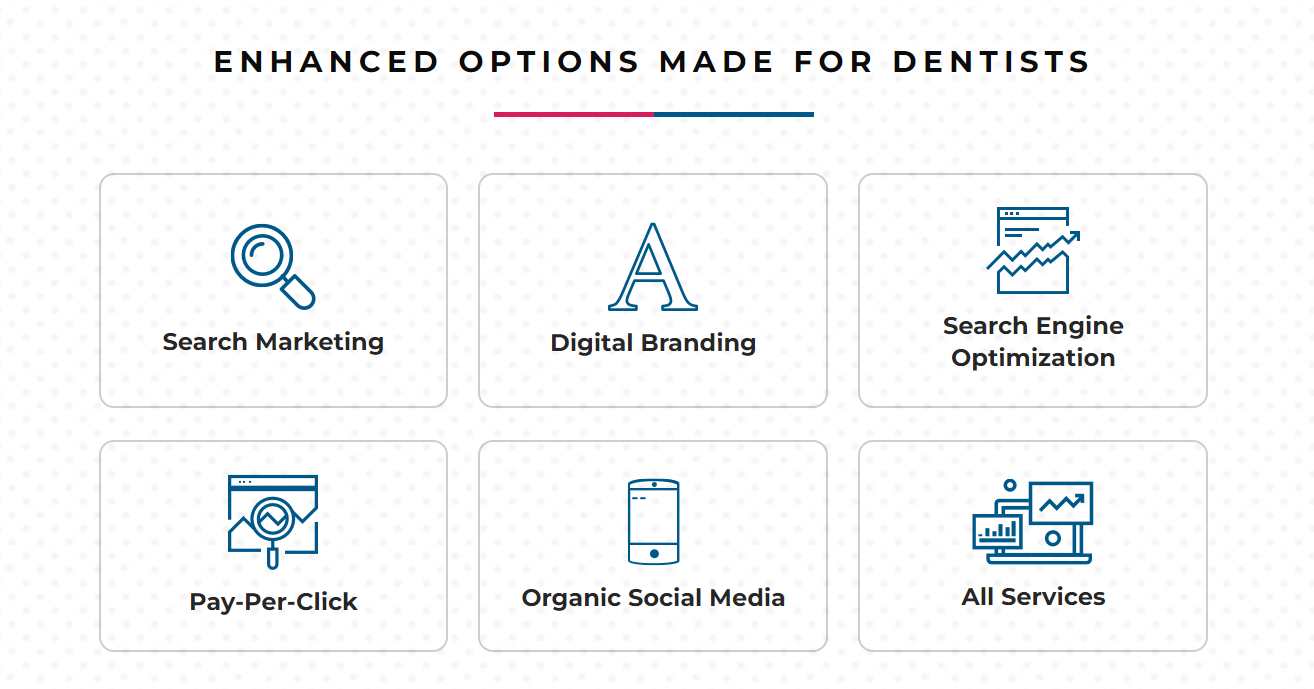 ENHANCED OPTIONS MADE FOR DENTISTS
Search Marketing
Digital Branding
Search Engine
Optimization
Pay-Per-Click
Organic Social Media
All Services